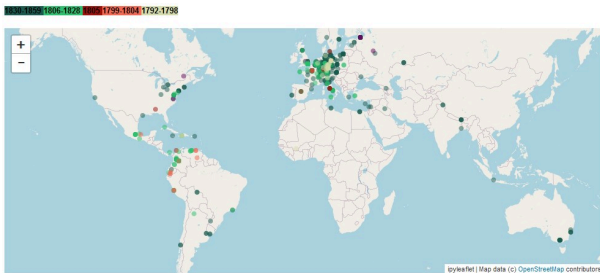 1830-1859 1806-1828 1805 1799-1804 1792-1798
+
−
ipyleaflet | Map data (c) OpenStreetMap contributors